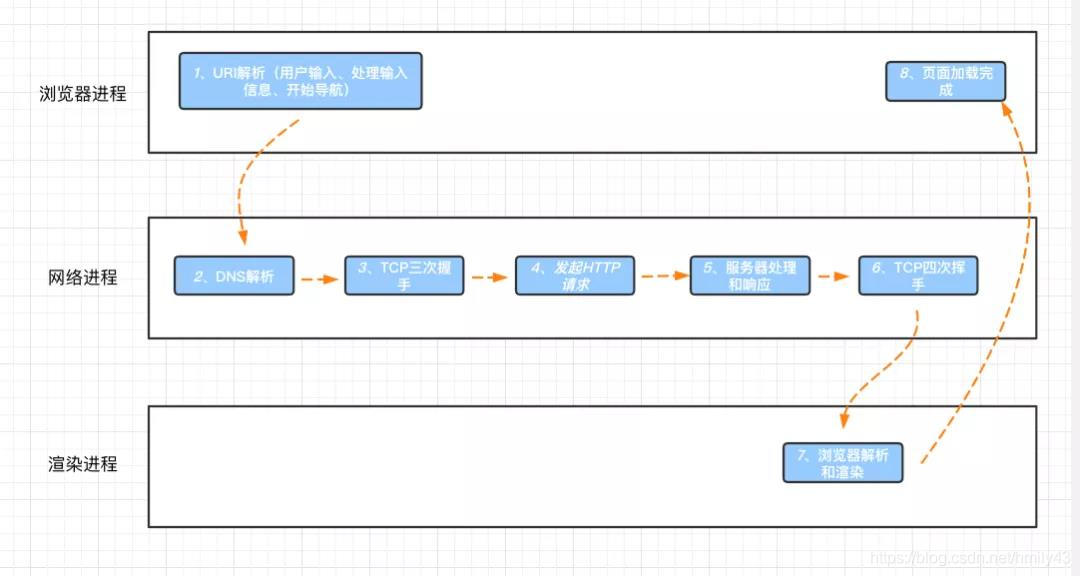 浏览器进程
1、URI解析（用户输入、处理输入
信息、开始导航）
8、页面加载完
成
网络进程
2、DNS解析
3、TCP三次握
手
4、发起HTTP
请求
5、服务器处理
和响应
6、TCP四次挥
手
渲染进程
7、浏览器解析
和渲染
https://blog.csdn.net/hmily43